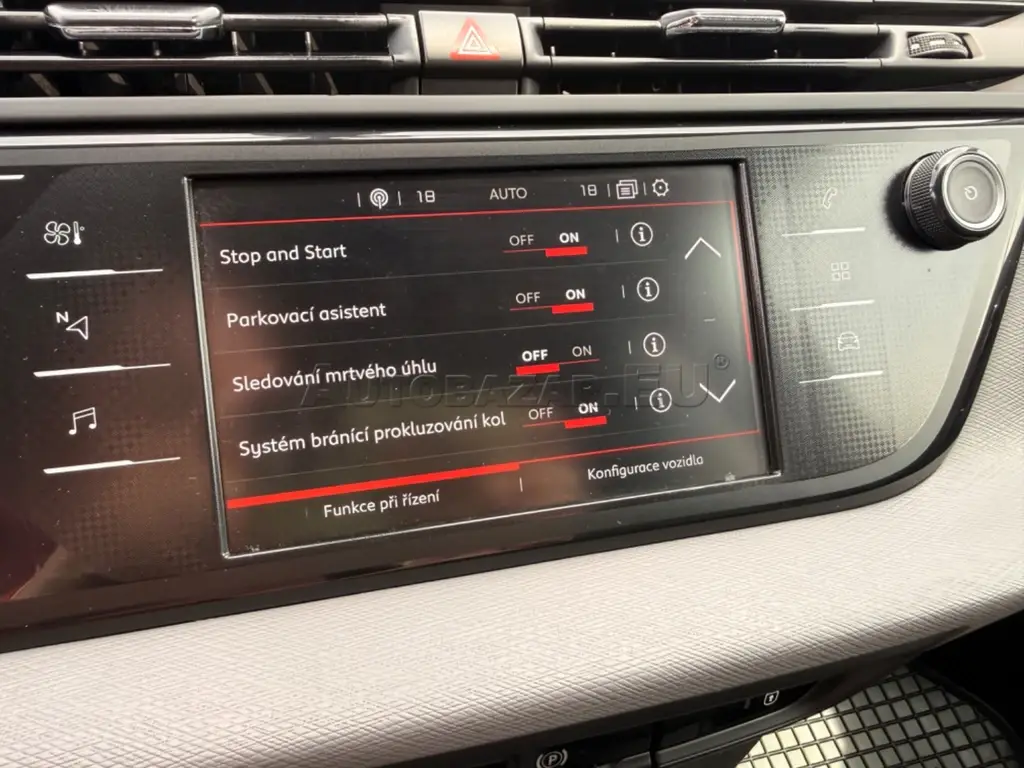 18 AUTO 18
Stop and Start OFF ON
Parkovací asistent OFF ON
Sledování mrtvého úhlu OFF ON
Systém bránící prokluzování kol OFF ON
Funkce při řízení Konfigurace vozidla
N
AUTOBAZAR.EU®
P